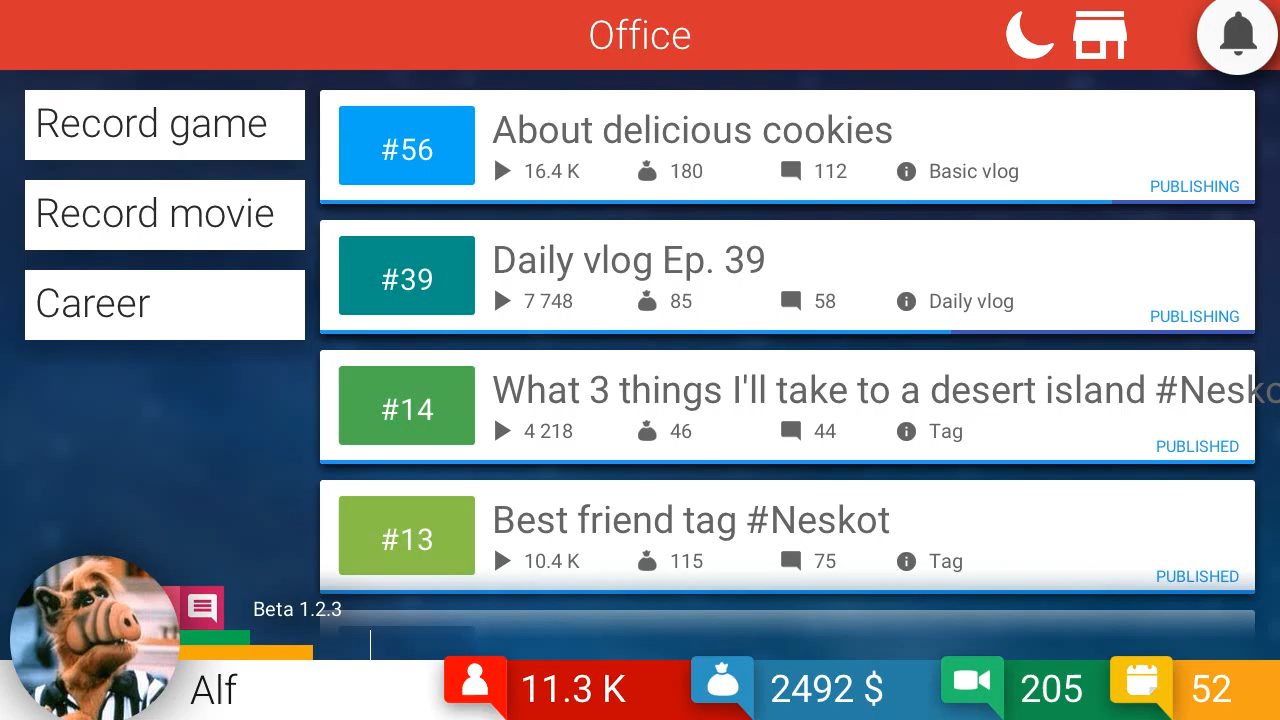 Office
Record game
Record movie
Career
#56
About delicious cookies
16.4 K 180 112 Basic vlog
PUBLISHING
#39
Daily vlog Ep. 39
7 748 85 58 Daily vlog
PUBLISHING
#14
What 3 things I'll take to a desert island #Nesko
4 218 46 44 Tag
PUBLISHED
#13
Best friend tag #Neskot
10.4 K 115 75 Tag
PUBLISHED
Beta 1.2.3
Alf
11.3 K 2492 $ 205 52